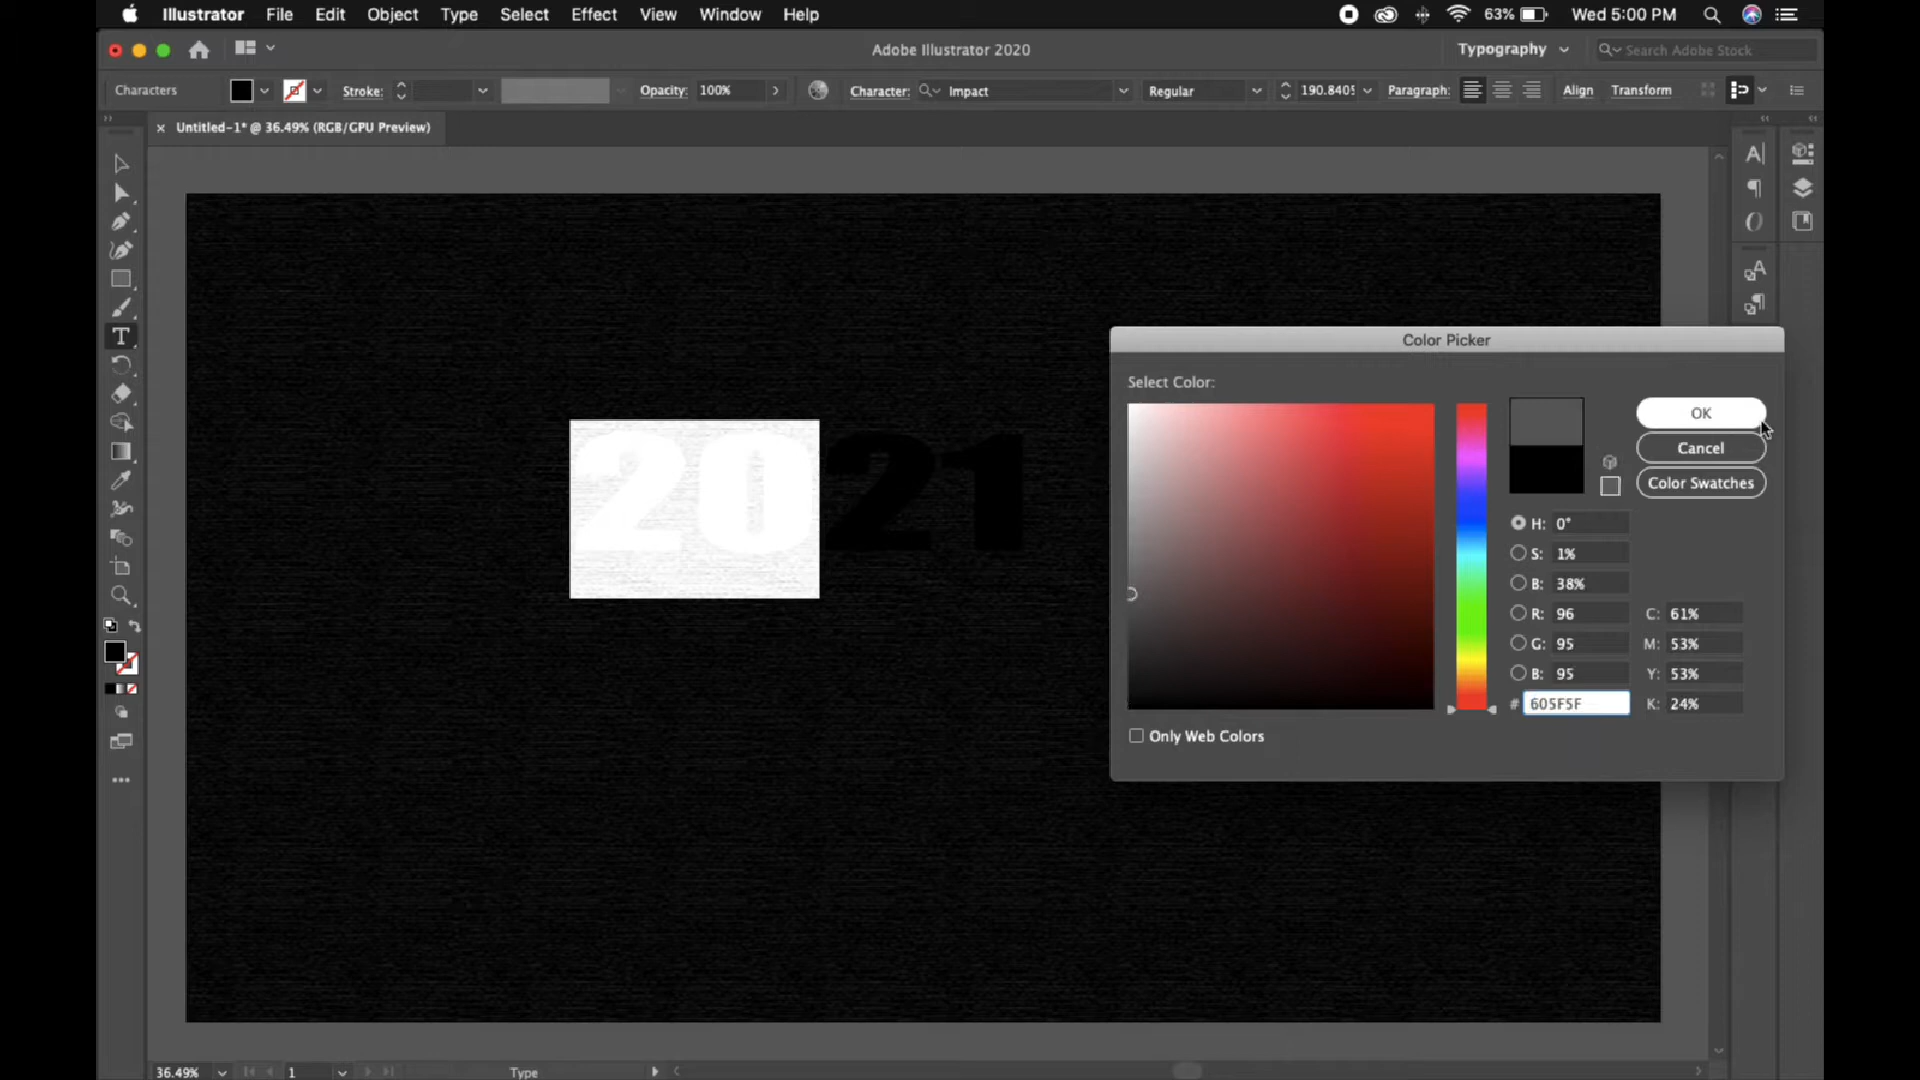 Illustrator File Edit Object Type Select Effect View Window Help 63% Wed 5:00 PM
Adobe Illustrator 2020 Typography Search Adobe Stock
Characters Stroke: Opacity: 100% Character: Impact Regular 190.8405 Paragraph: Align Transform
Untitled-1* @ 36.49% (RGB/GPU Preview)
2021
Color Picker
Select Color:
OK
Cancel
Color Swatches
H: 0°
S: 1%
B: 38%
R: 96 C: 61%
G: 95 M: 53%
B: 95 Y: 53%
# 605F5F K: 24%
Only Web Colors
36.49% 1 Type